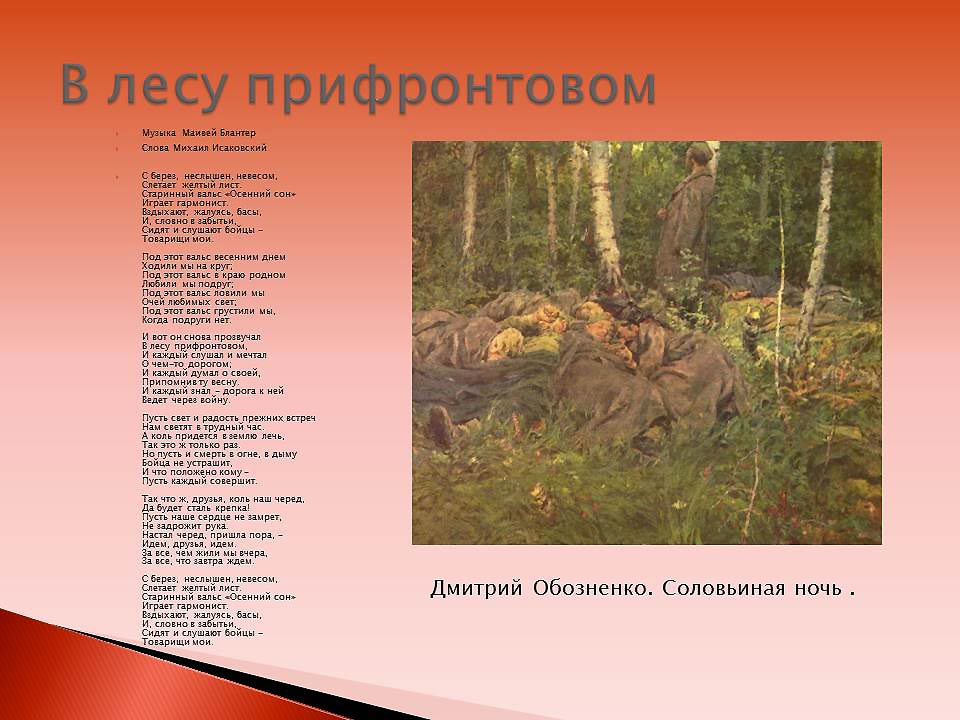 В лесу прифронтовом
Музыка Маивей Блантер
Слова Михаил Исаковский
С берез, неслышен, невесом,
Слетает желтый лист.
Старинный вальс «Осенний сон»
Играет гармонист.
Вздыхают, жалуясь, басы,
И, словно в забытьи,
Сидят и слушают бойцы –
Товарищи мои.
Под этот вальс весенним днем
Ходили мы на круг;
Под этот вальс в краю родном
Любили мы подруг;
Под этот вальс ловили мы
Очей любимых свет;
Под этот вальс грустили мы,
Когда подруги нет.
И вот он снова прозвучал
В лесу прифронтовом,
И каждый слушал и мечтал
О чем-то дорогом;
И каждый думал о своей,
Припомнив ту весну.
И каждый знал – дорога к ней
Ведет через войну.
Пусть свет и радость прежних встреч
Нам светят в трудный час.
А коль придется в землю лечь,
Так это ж только раз.
Но пусть и смерть в огне, в дыму
Бойца не устрашит,
И что положено кому –
Пусть каждый совершит.
Так что ж, друзья, коль наш черед,
Да будет сталь крепка!
Пусть наше сердце не замрет,
Не задрожит рука.
Настал черед, пришла пора, –
Идем, друзья, идем.
За все, чем жили мы вчера,
За все, что завтра ждем.
С берез, неслышен, невесом,
Слетает желтый лист.
Старинный вальс «Осенний сон»
Играет гармонист.
Вздыхают, жалуясь, басы,
И, словно в забытьи,
Сидят и слушают бойцы –
Товарищи мои.
Дмитрий Обозненко. Соловьиная ночь .